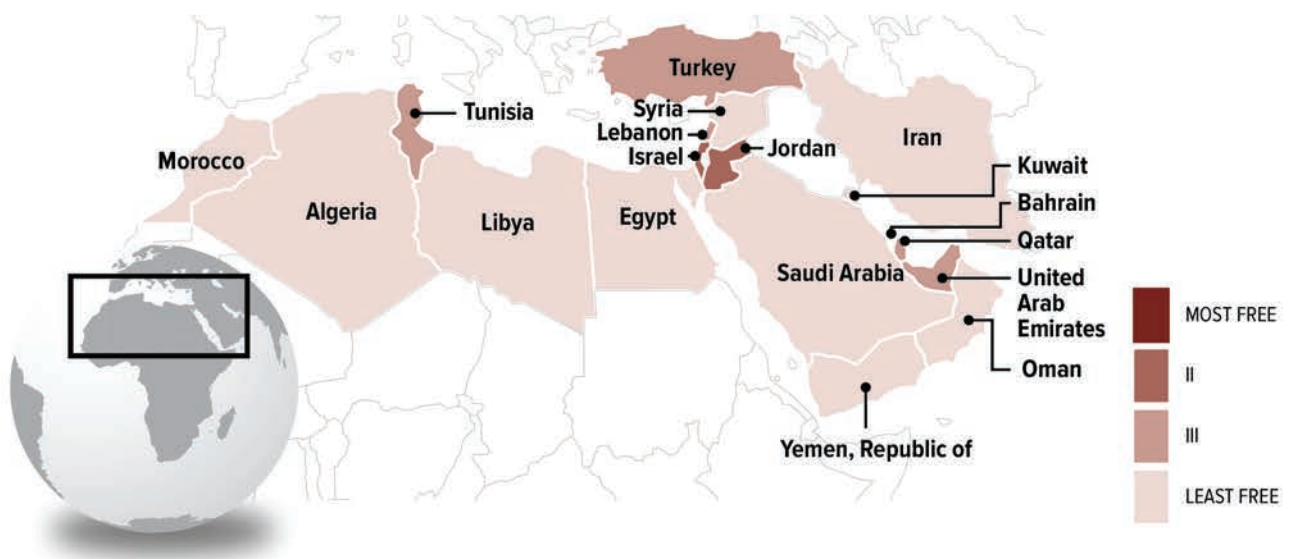 Turkey
Tunisia
Syria
Lebanon
Israel
Jordan
Iran
Morocco
Kuwait
Algeria
Libya
Egypt
Bahrain
Qatar
Saudi Arabia
United
Arab
Emirates
Oman
Yemen, Republic of
MOST FREE
II
III
LEAST FREE